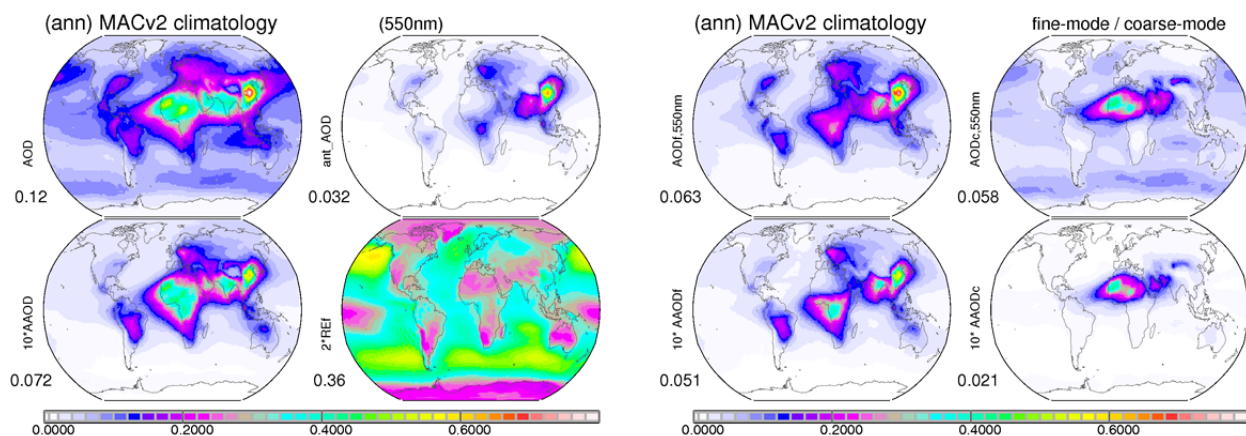 (ann) MACv2 climatology
(550nm)
AOD
0.12
ant_AOD
0.032
10*AAOD
0.072
2*REf
0.36
0.0000 0.2000 0.4000 0.6000
(ann) MACv2 climatology
fine-mode / coarse-mode
AODf,550nm
0.063
AODc,550nm
0.058
10* AAODf
0.051
10* AAODc
0.021
0.0000 0.2000 0.4000 0.6000